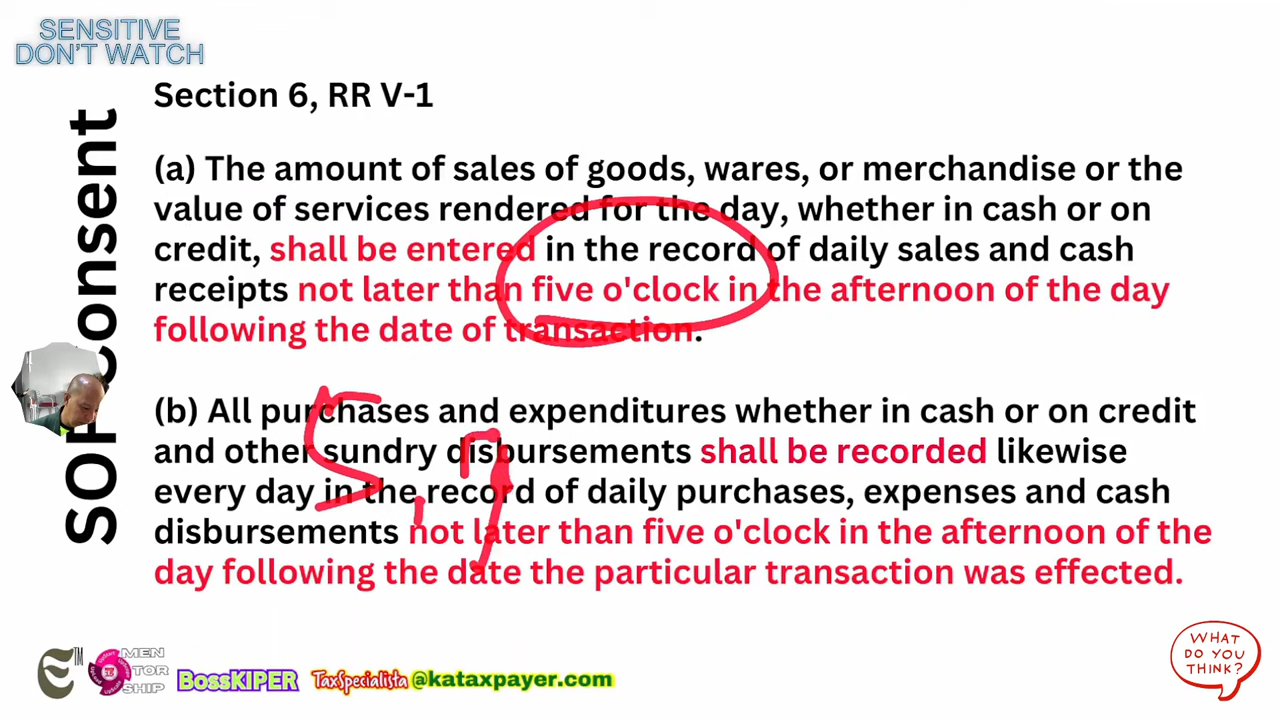 SENSITIVE
DON'T WATCH
Section 6, RR V-1
(a) The amount of sales of goods, wares, or merchandise or the
value of services rendered for the day, whether in cash or on
credit, shall be entered in the record of daily sales and cash
receipts not later than five o'clock in the afternoon of the day
following the date of transaction.
(b) All purchases and expenditures whether in cash or on credit
and other sundry disbursements shall be recorded likewise
every day in the record of daily purchases, expenses and cash
disbursements not later than five o'clock in the afternoon of the
day following the date the particular transaction was effected.
5,7
SOP Consent
MEN
TOR
SHIP
BossKIPER
TaxSpecialista @kataxpayer.com
WHAT
DO YOU
THINK?